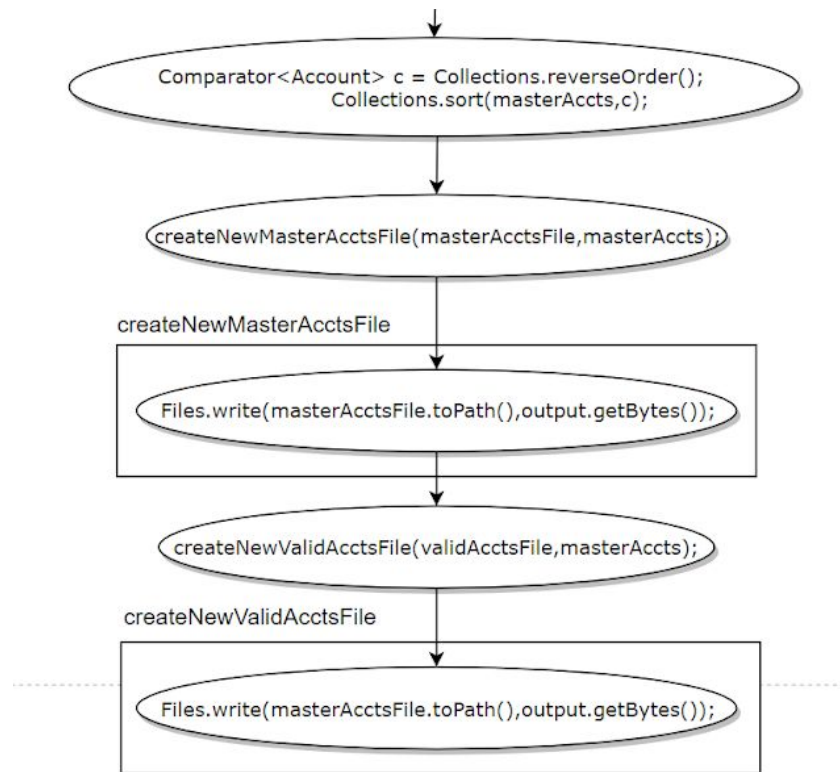 Comparator<Account> c = Collections.reverseOrder();
Collections.sort(masterAccts,c);
createNewMasterAcctsFile(masterAcctsFile,masterAccts);
createNewMasterAcctsFile
Files.write(masterAcctsFile.toPath(),output.getBytes());
createNewValidAcctsFile(validAcctsFile,masterAccts);
createNewValidAcctsFile
Files.write(masterAcctsFile.toPath(),output.getBytes());